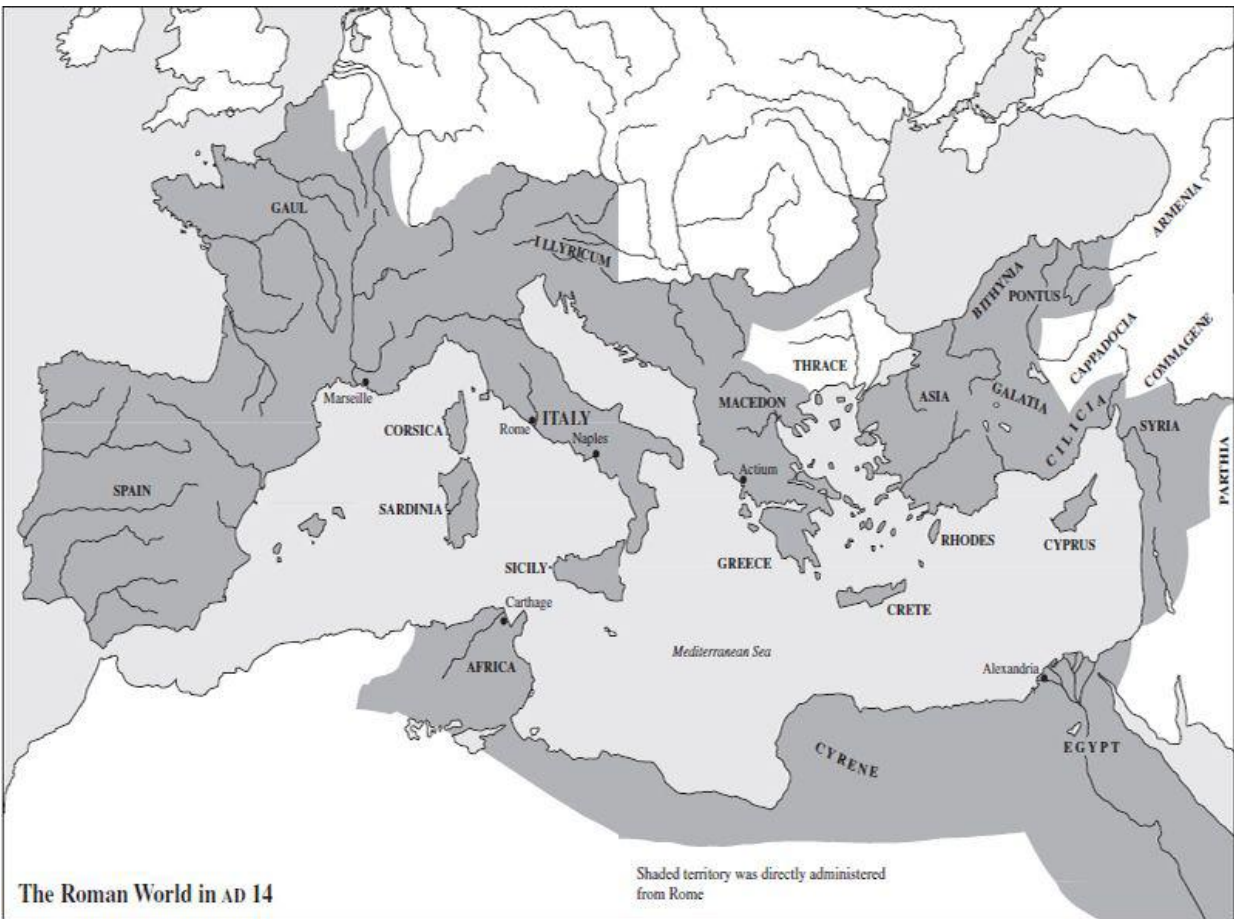 GAUL
ILLYRICUM
ARMENIA
BITHYNIA
PONTUS
CAPPADOCIA
COMMAGENE
THRACE
Marseille
MACEDON
ASIA
GALATIA
CORSICA
Rome
ITALY
Naples
CILICIA
SYRIA
PARTHIA
Actium
SPAIN
SARDINIA
RHODES
CYPRUS
SICILY
GREECE
Carthage
CRETE
Mediterranean Sea
AFRICA
Alexandria
CYRENE
EGYPT
The Roman World in AD 14
Shaded territory was directly administered
from Rome